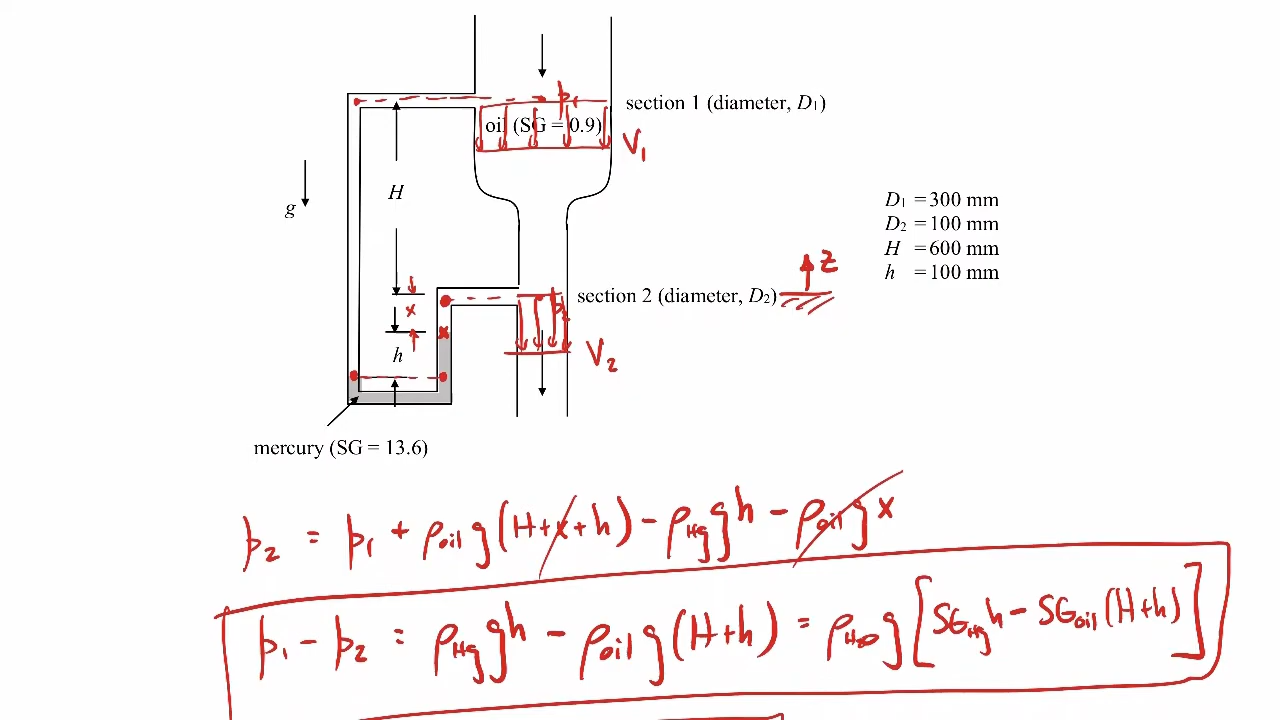 p₁
section 1 (diameter, D₁)
oil (SG = 0.9)
V₁
H
g
D₁ = 300 mm
D₂ = 100 mm
H = 600 mm
h = 100 mm
z
section 2 (diameter, D₂)
p₂
x
x
h
V₂
mercury (SG = 13.6)
p₂ = p₁ + ρoil g (H + x + h) − ρHg g h − ρoil g x
p₁ − p₂ = ρHg g h − ρoil g (H + h) = ρH₂O g [SGHg h − SGoil (H + h)]